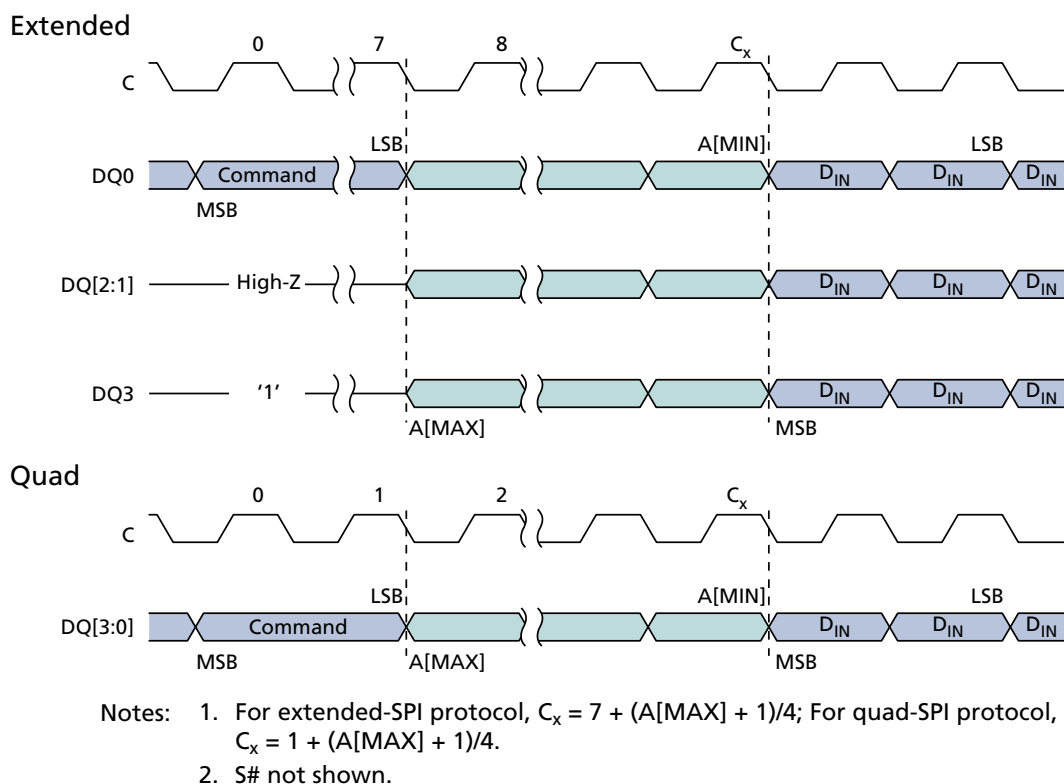 Extended
0 7 8 Cx
C
LSB A[MIN] LSB
DQ0 Command DIN DIN DIN
MSB
DQ[2:1] High-Z DIN DIN DIN
DQ3 '1' DIN DIN DIN
A[MAX] MSB
Quad
0 1 2 Cx
C
LSB A[MIN] LSB
DQ[3:0] Command DIN DIN DIN
MSB A[MAX] MSB
Notes: 1. For extended-SPI protocol, Cx = 7 + (A[MAX] + 1)/4; For quad-SPI protocol,
Cx = 1 + (A[MAX] + 1)/4.
2. S# not shown.